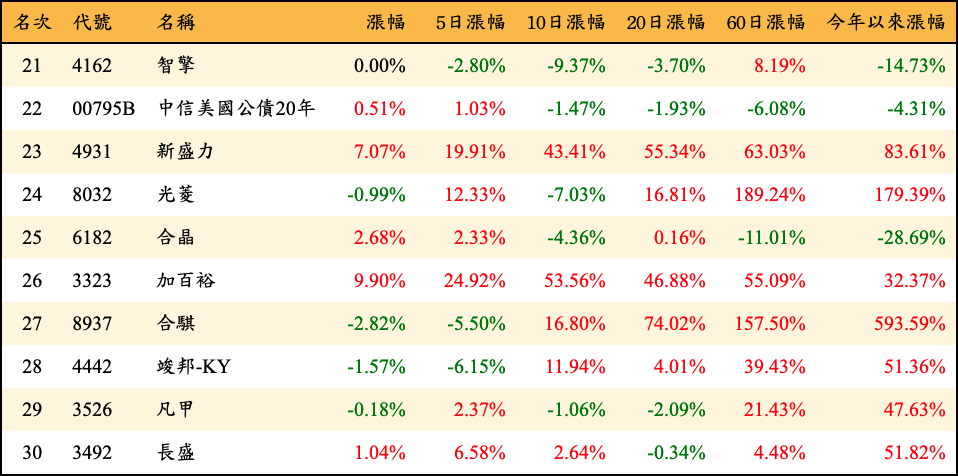 名次 代號 名稱 漲幅 5日漲幅 10日漲幅 20日漲幅 60日漲幅 今年以來漲幅
21 4162 智擎 0.00% -2.80% -9.37% -3.70% 8.19% -14.73%
22 00795B 中信美國公債20年 0.51% 1.03% -1.47% -1.93% -6.08% -4.31%
23 4931 新盛力 7.07% 19.91% 43.41% 55.34% 63.03% 83.61%
24 8032 光菱 -0.99% 12.33% -7.03% 16.81% 189.24% 179.39%
25 6182 合晶 2.68% 2.33% -4.36% 0.16% -11.01% -28.69%
26 3323 加百裕 9.90% 24.92% 53.56% 46.88% 55.09% 32.37%
27 8937 合騏 -2.82% -5.50% 16.80% 74.02% 157.50% 593.59%
28 4442 竣邦-KY -1.57% -6.15% 11.94% 4.01% 39.43% 51.36%
29 3526 凡甲 -0.18% 2.37% -1.06% -2.09% 21.43% 47.63%
30 3492 長盛 1.04% 6.58% 2.64% -0.34% 4.48% 51.82%